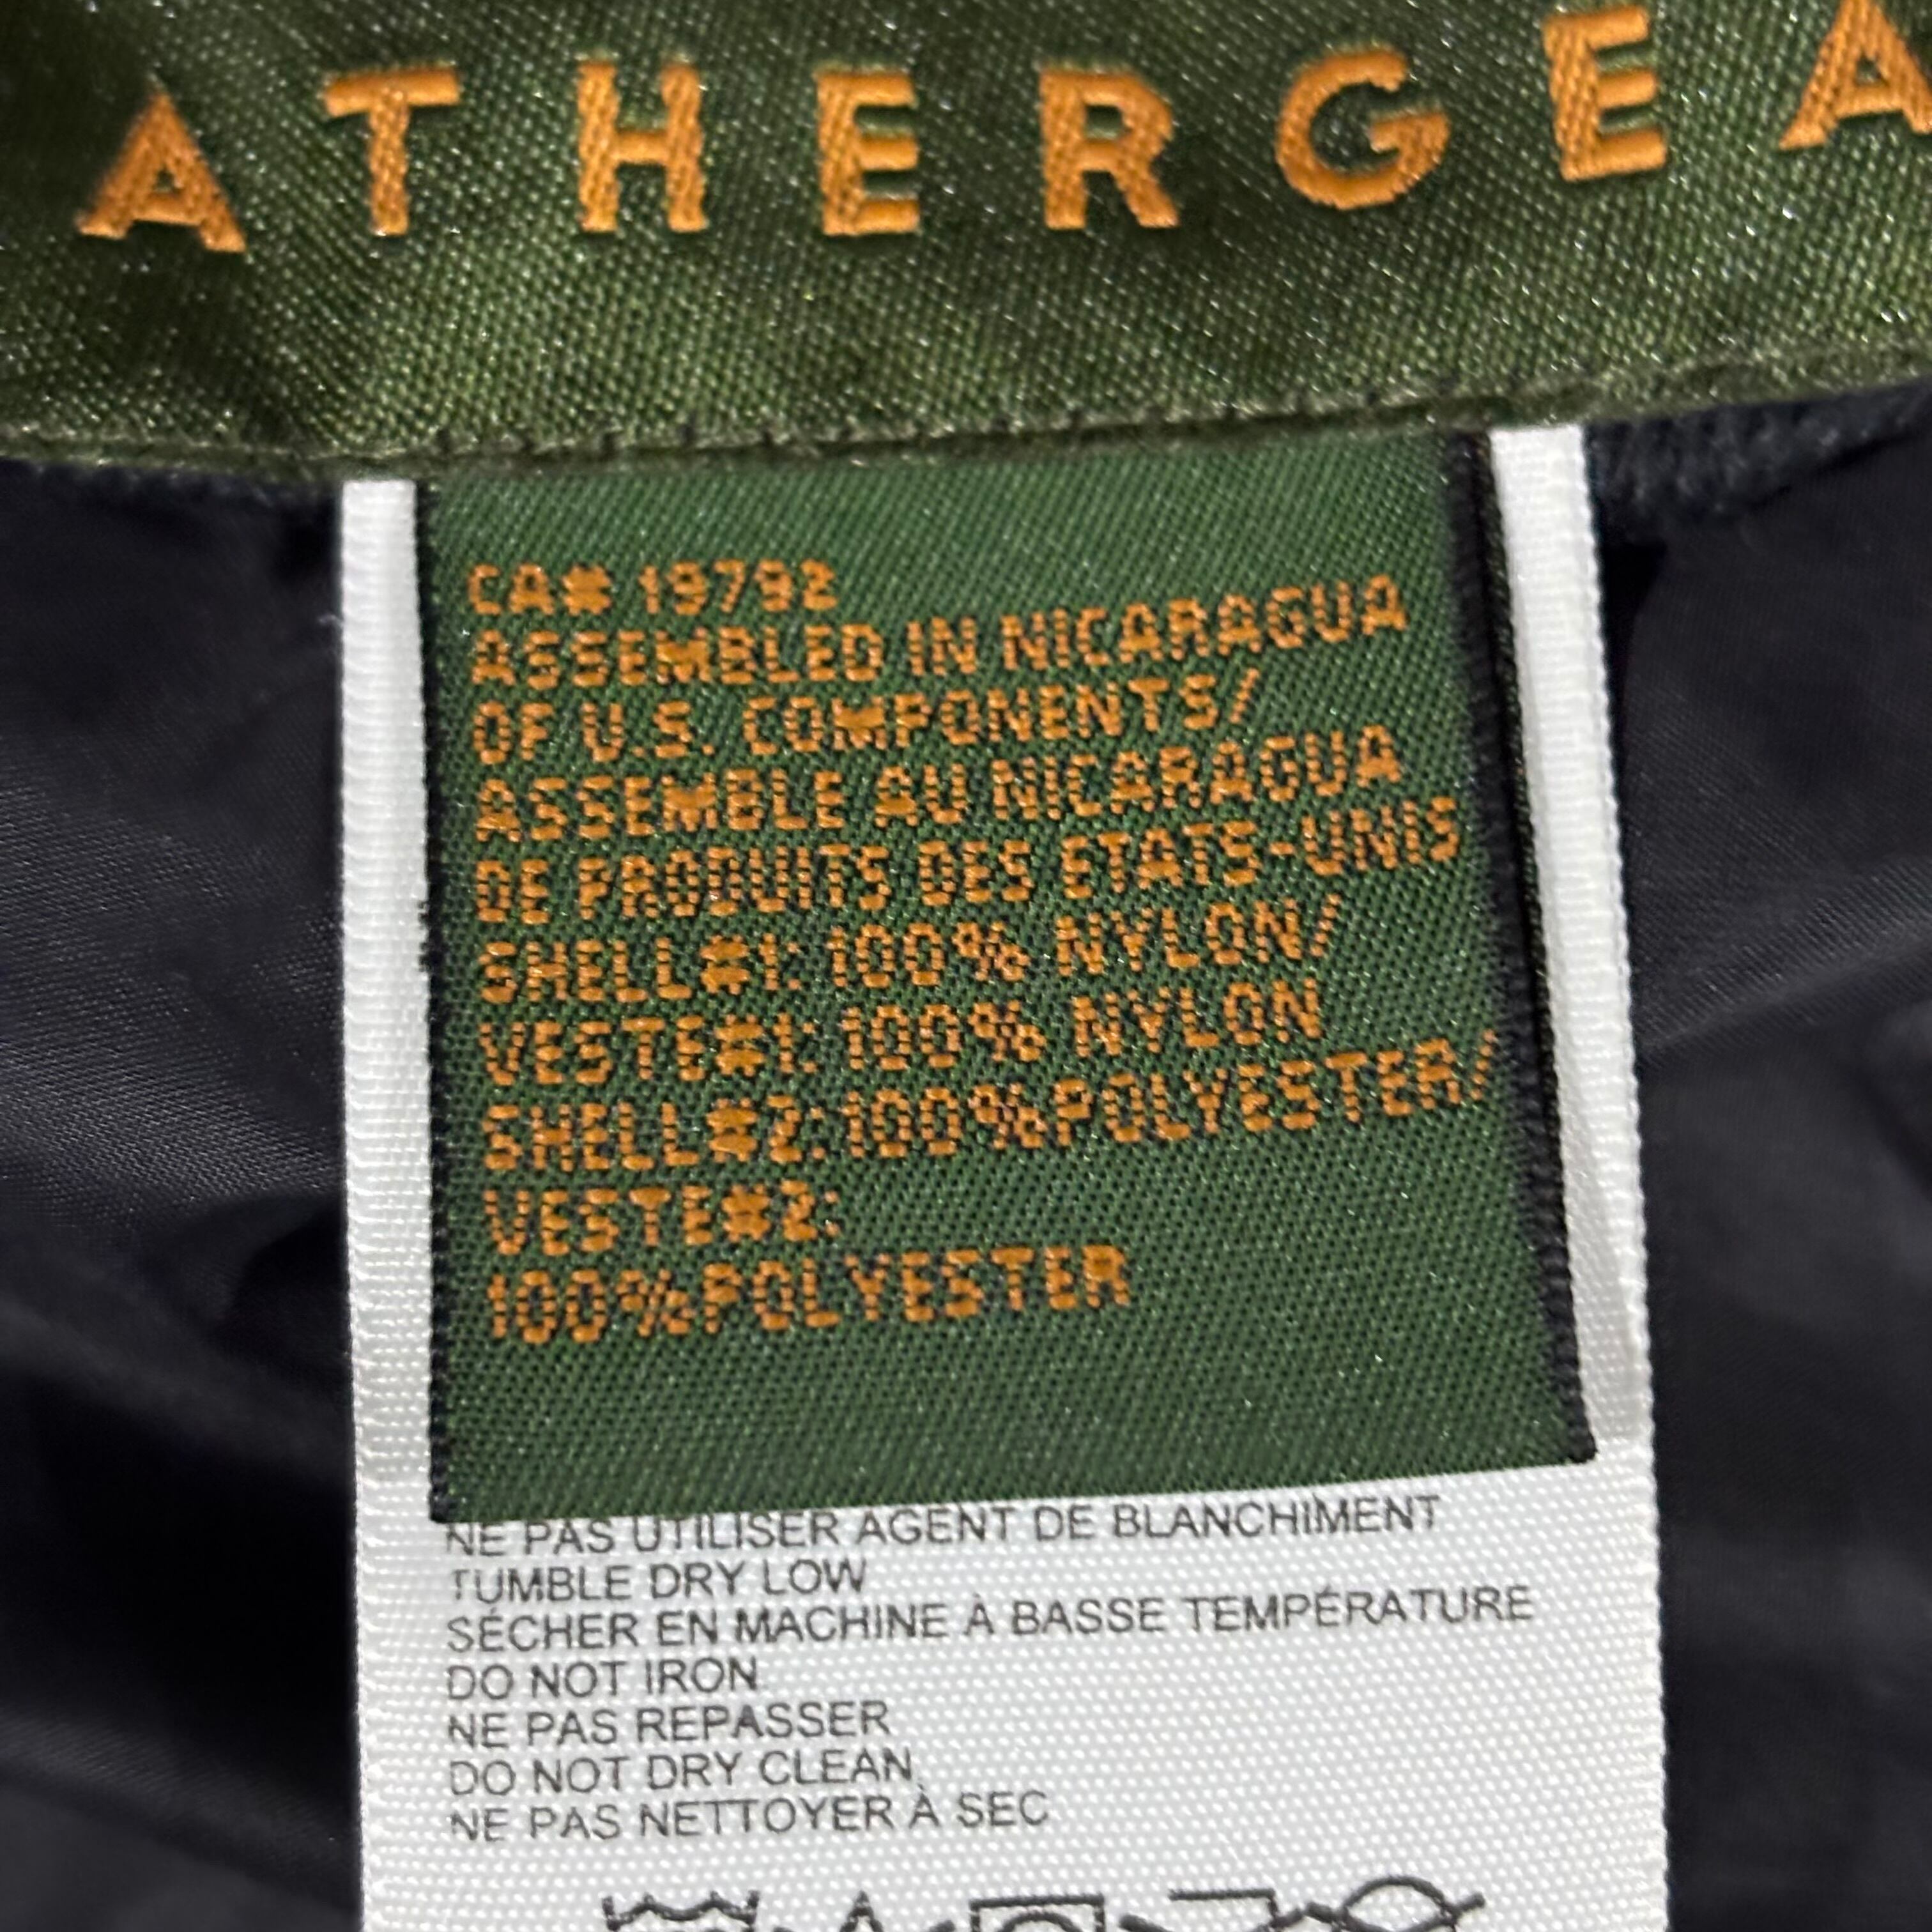 ATHERGEA
CA# 19792
ASSEMBLED IN NICARAGUA
OF U.S. COMPONENTS/
ASSEMBLE AU NICARAGUA
DE PRODUITS DES ETATS-UNIS
SHELL#1: 100% NYLON/
VESTE#1: 100% NYLON
SHELL#2:100%POLYESTER/
VESTE#2:
100%POLYESTER
NE PAS UTILISER AGENT DE BLANCHIMENT
TUMBLE DRY LOW
SÉCHER EN MACHINE À BASSE TEMPÉRATURE
DO NOT IRON
NE PAS REPASSER
DO NOT DRY CLEAN
NE PAS NETTOYER À SEC